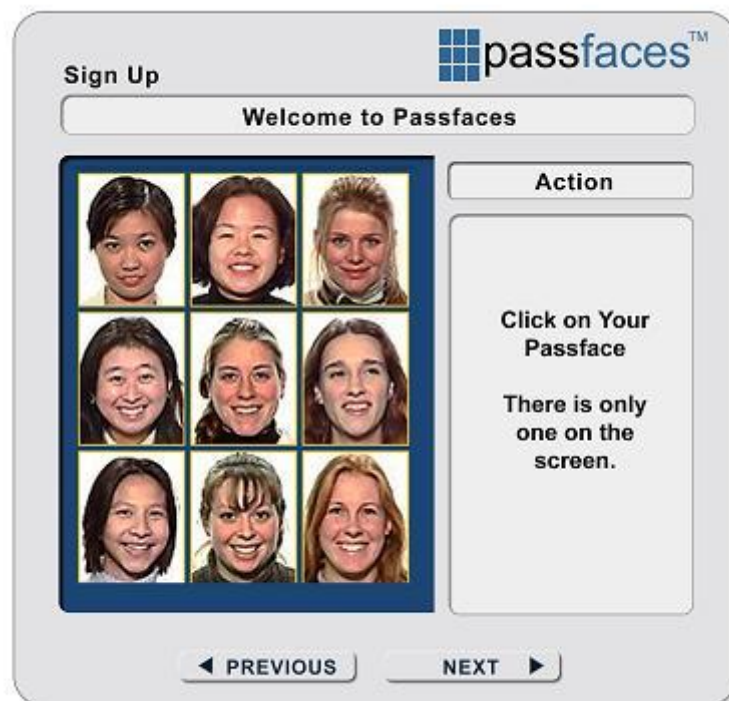 passfaces™
Sign Up
Welcome to Passfaces
Action
Click on Your
Passface
There is only
one on the
screen.
◄ PREVIOUS
NEXT ►